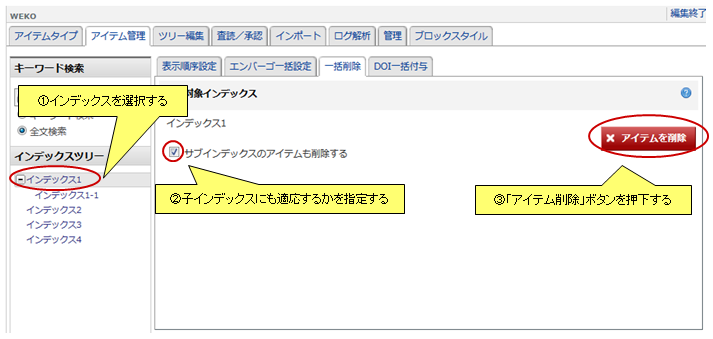 WEKO
編集終了
アイテムタイプ
アイテム管理
ツリー編集
査読／承認
インポート
ログ解析
管理
ブロックスタイル
キーワード検索
①インデックスを選択する
全文検索
インデックスツリー
インデックス1
インデックス1-1
インデックス2
インデックス3
インデックス4
表示順序設定
エンバーゴ一括設定
一括削除
DOI一括付与
対象インデックス
インデックス1
サブインデックスのアイテムも削除する
アイテムを削除
②子インデックスにも適応するかを指定する
③「アイテム削除」ボタンを押下する